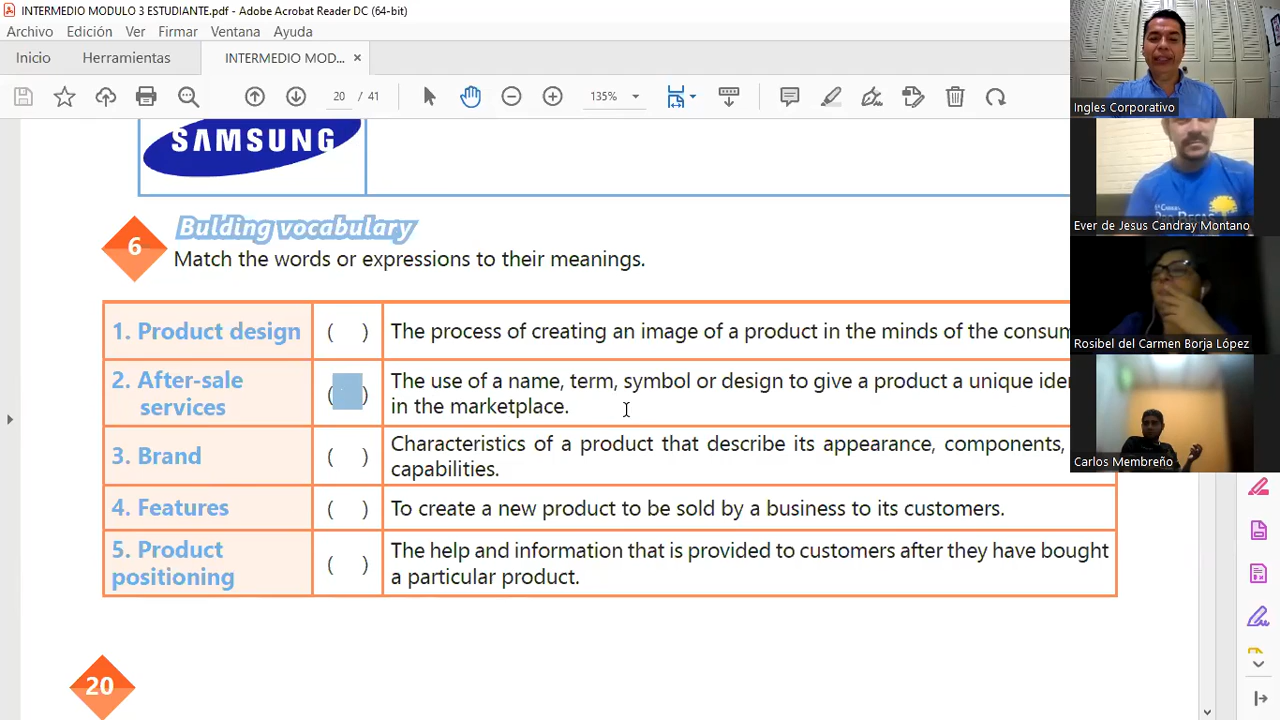 INTERMEDIO MODULO 3 ESTUDIANTE.pdf - Adobe Acrobat Reader DC (64-bit)
Archivo Edición Ver Firmar Ventana Ayuda
Inicio Herramientas INTERMEDIO MOD... ×
20 / 41 135%
SAMSUNG
6 Bulding vocabulary
Match the words or expressions to their meanings.
1. Product design ( ) The process of creating an image of a product in the minds of the
2. After-sale services ( ) The use of a name, term, symbol or design to give a product a unique
in the marketplace.
3. Brand ( ) Characteristics of a product that describe its appearance, components,
capabilities.
4. Features ( ) To create a new product to be sold by a business to its customers.
5. Product positioning ( ) The help and information that is provided to customers after they have bought
a particular product.
20
Ingles Corporativo
Ever de Jesus Candray Montano
Rosibel del Carmen Borja López
Carlos Membreño